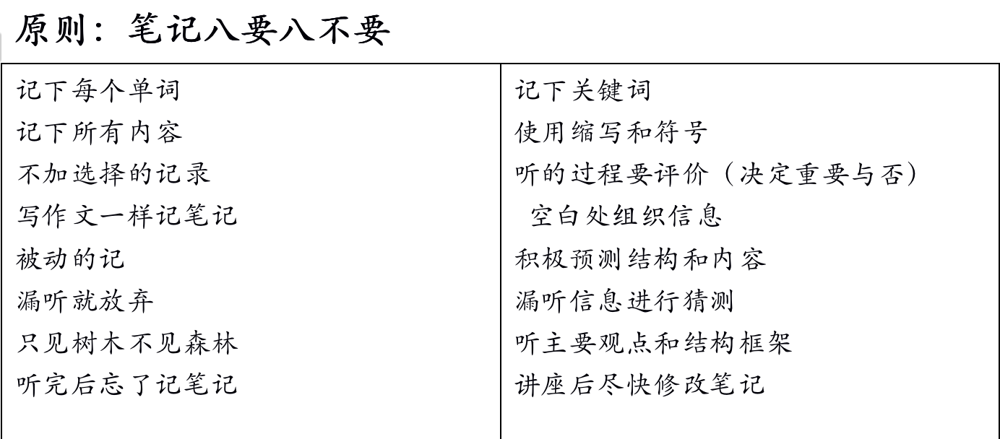 原则：笔记八要八不要
记下每个单词
记下所有内容
不加选择的记录
写作文一样记笔记
被动的记
漏听就放弃
只见树木不见森林
听完后忘了记笔记
记下关键词
使用缩写和符号
听的过程要评价（决定重要与否）
空白处组织信息
积极预测结构和内容
漏听信息进行猜测
听主要观点和结构框架
讲座后尽快修改笔记